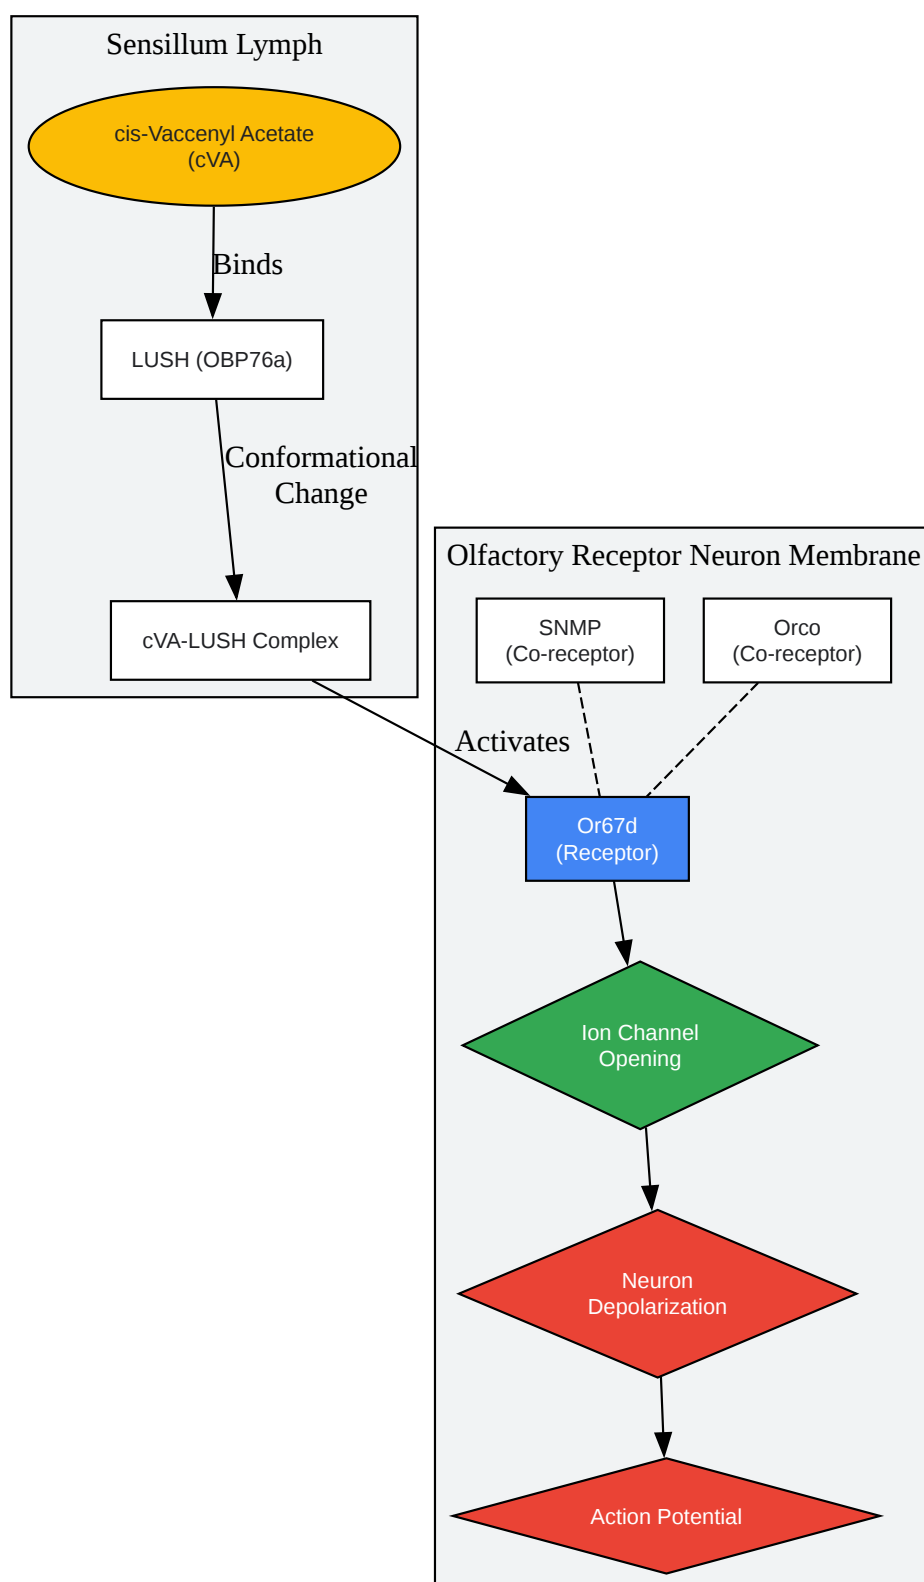 Sensillum Lymph
cis-Vaccenyl Acetate
(cVA)
Binds
LUSH (OBP76a)
Conformational
Change
cVA-LUSH Complex
Olfactory Receptor Neuron Membrane
SNMP
(Co-receptor)
Orco
(Co-receptor)
Activates
Or67d
(Receptor)
Ion Channel
Opening
Neuron
Depolarization
Action Potential